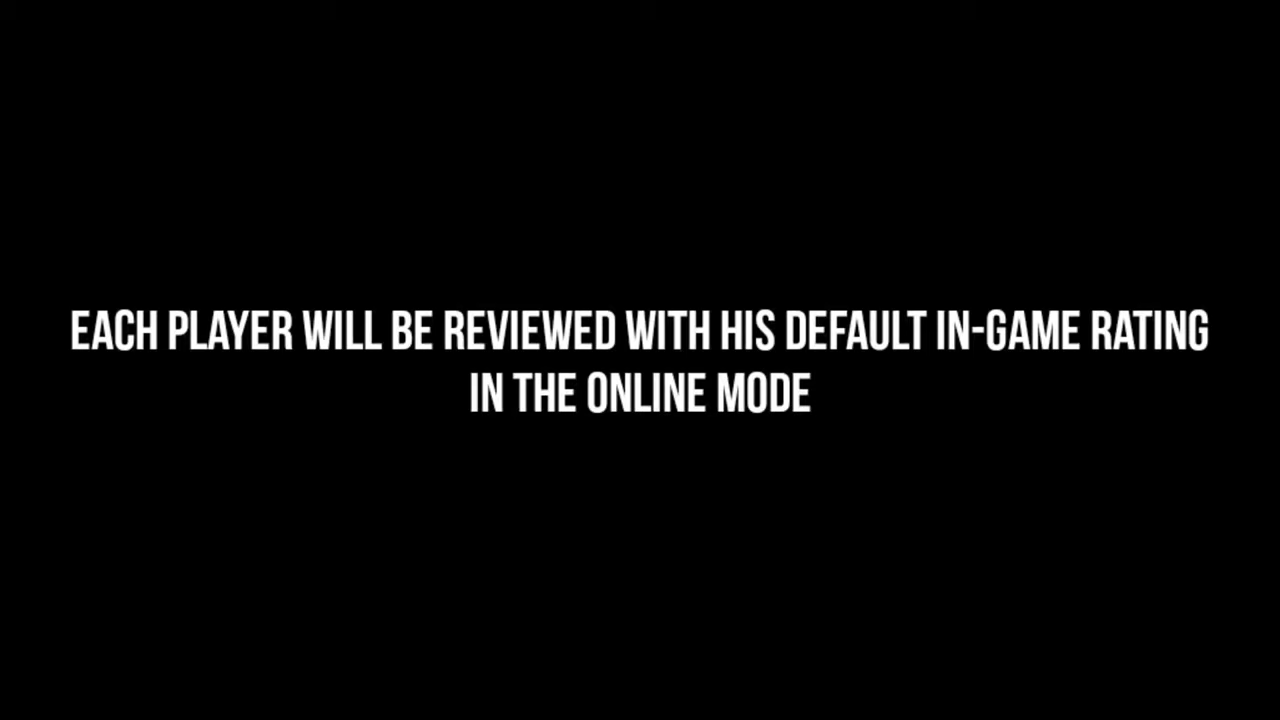 EACH PLAYER WILL BE REVIEWED WITH HIS DEFAULT IN-GAME RATING
IN THE ONLINE MODE